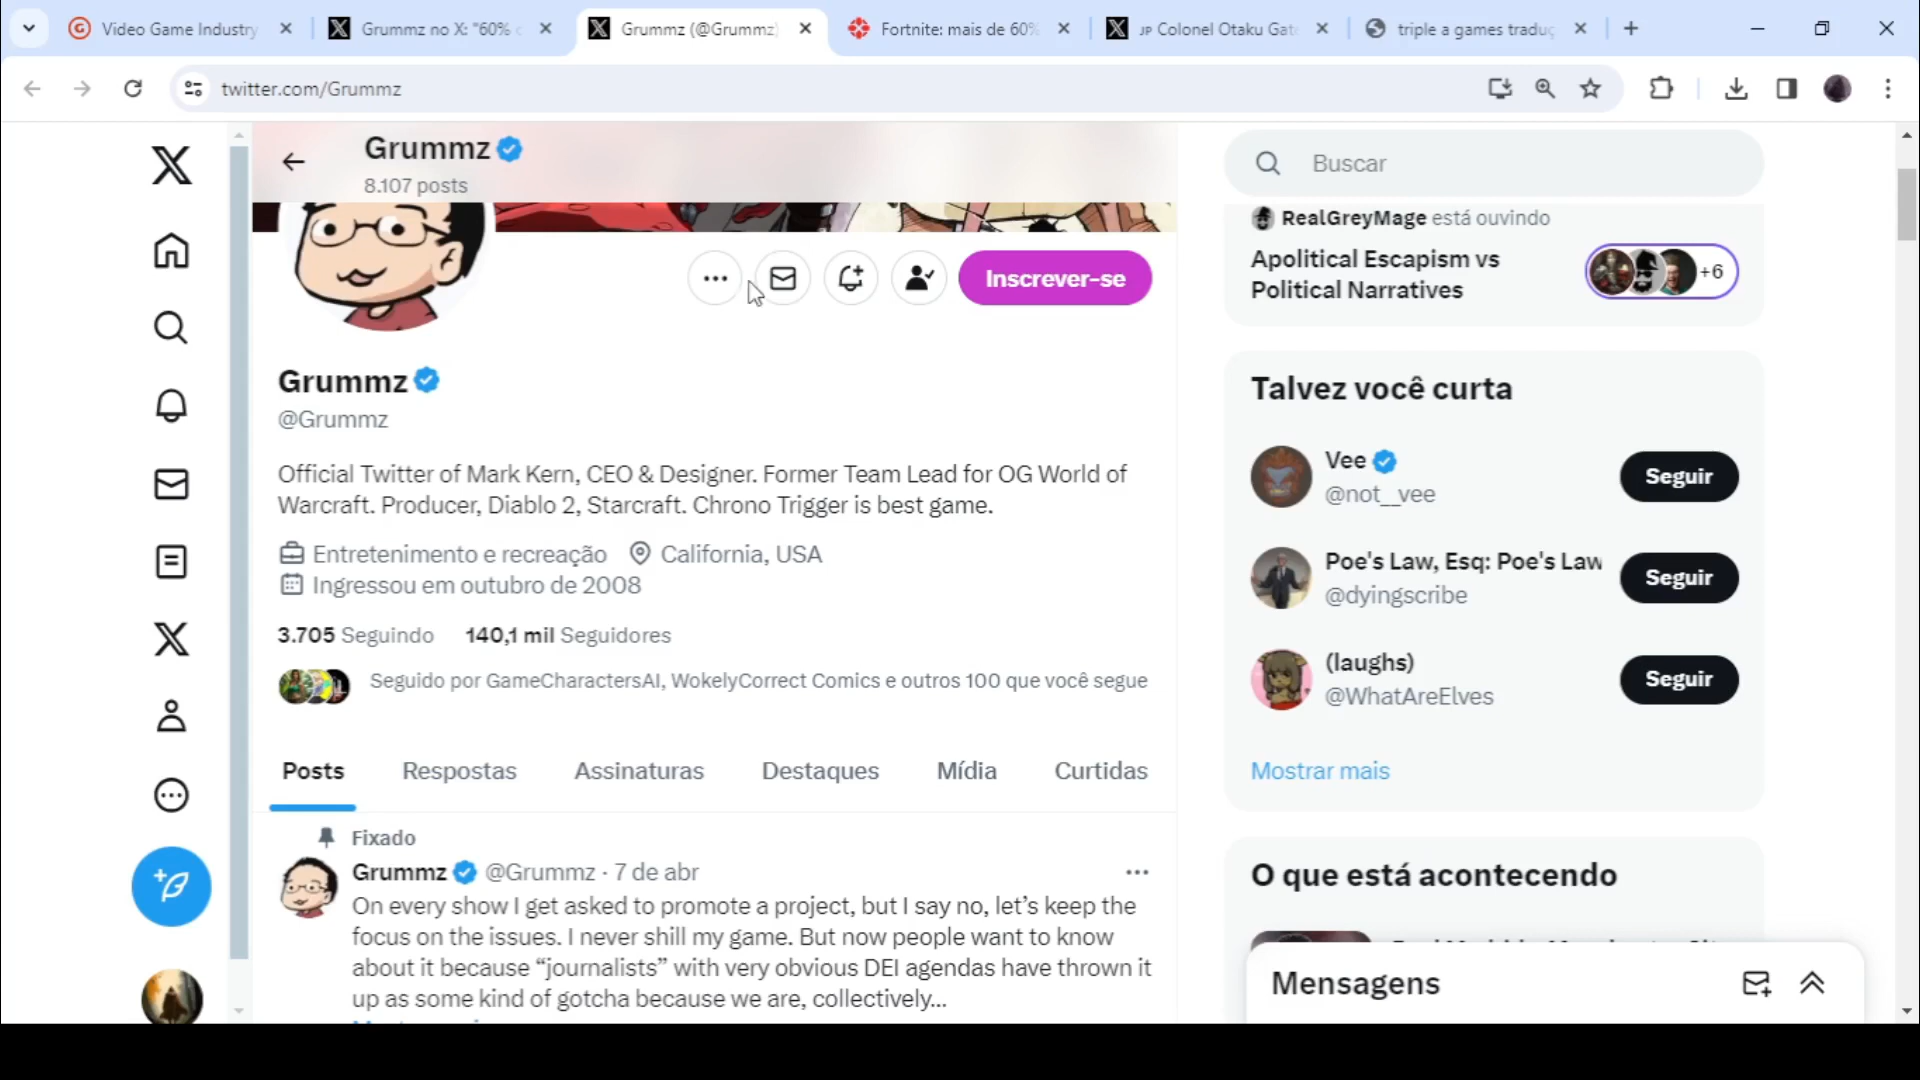 Video Game Industry
Grummz no X: "60%
Grummz (@Grummz)
Fortnite: mais de 60%
JP Colonel Otaku Gat
triple a games traduç
twitter.com/Grummz
Grummz
8.107 posts
Inscrever-se
Grummz
@Grummz
Official Twitter of Mark Kern, CEO & Designer. Former Team Lead for OG World of
Warcraft. Producer, Diablo 2, Starcraft. Chrono Trigger is best game.
Entretenimento e recreação California, USA
Ingressou em outubro de 2008
3.705 Seguindo 140,1 mil Seguidores
Seguido por GameCharactersAI, WokelyCorrect Comics e outros 100 que você segue
Posts Respostas Assinaturas Destaques Mídia Curtidas
Fixado
Grummz @Grummz · 7 de abr
On every show I get asked to promote a project, but I say no, let’s keep the
focus on the issues. I never shill my game. But now people want to know
about it because “journalists” with very obvious DEI agendas have thrown it
up as some kind of gotcha because we are, collectively...
Buscar
RealGreyMage está ouvindo
Apolitical Escapism vs
Political Narratives
+6
Talvez você curta
Vee
@not__vee
Seguir
Poe's Law, Esq: Poe's Law
@dyingscribe
Seguir
(laughs)
@WhatAreElves
Seguir
Mostrar mais
O que está acontecendo
Mensagens